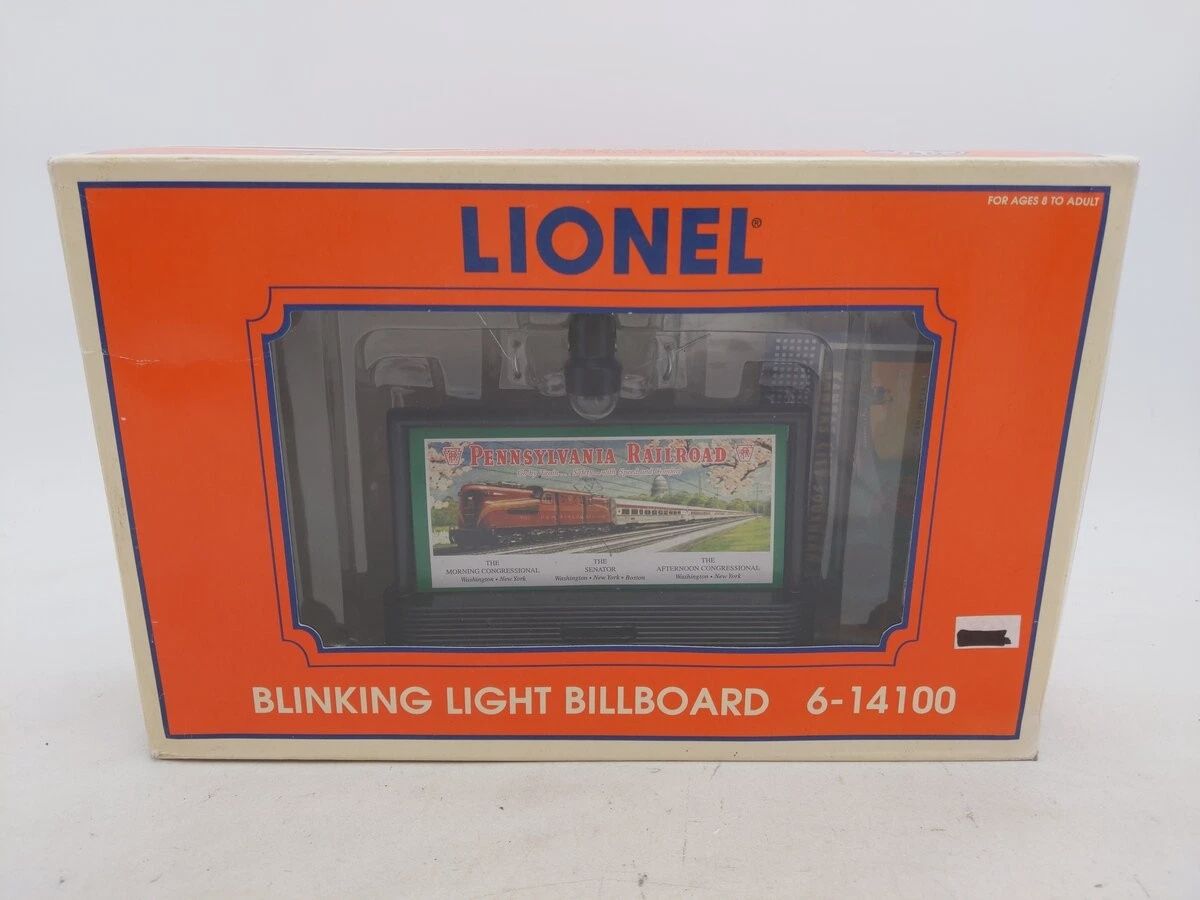 FOR AGES 8 TO ADULT
LIONEL®
PENNSYLVANIA RAILROAD
THE
MORNING CONGRESSIONAL
Washington • New York
THE
SENATOR
Washington • New York • Boston
THE
AFTERNOON CONGRESSIONAL
Washington • New York
BLINKING LIGHT BILLBOARD 6-14100